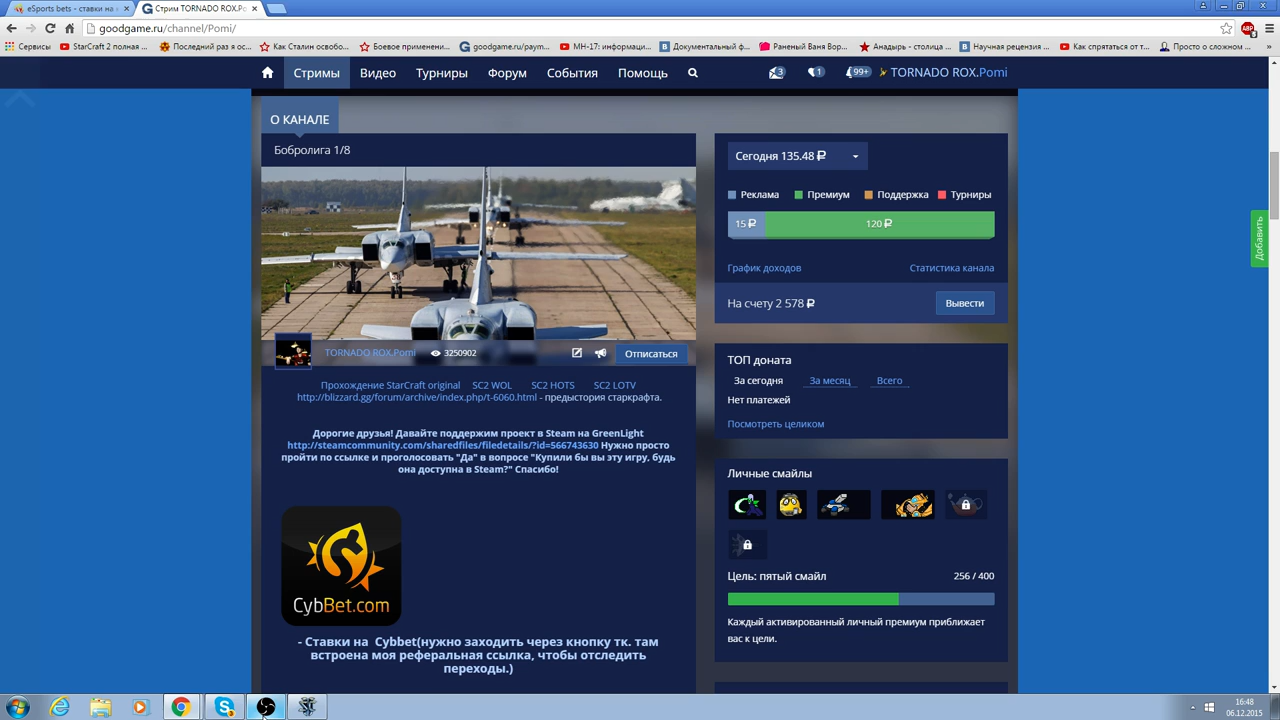 eSports bets - ставки на
Стрим TORNADO ROX.Po
goodgame.ru/channel/Pomi/
Сервисы
StarCraft 2 полная ...
Последний раз я ос...
Как Сталин освобо...
Боевое применени...
goodgame.ru/paym...
МН-17: информаци...
Документальный ф...
Раненый Ваня Вор...
Анадырь - столица ...
Научная рецензия ...
Как спрятаться от т...
Просто о сложном ...
Стримы
Видео
Турниры
Форум
События
Помощь
3
1
99+
TORNADO ROX.Pomi
О КАНАЛЕ
Бобролига 1/8
TORNADO ROX.Pomi
3250902
Отписаться
Прохождение StarCraft original SC2 WOL SC2 HOTS SC2 LOTV
http://blizzard.gg/forum/archive/index.php/t-6060.html - предыстория старкрафта.
Дорогие друзья! Давайте поддержим проект в Steam на GreenLight
http://steamcommunity.com/sharedfiles/filedetails/?id=566743630 Нужно просто
пройти по ссылке и проголосовать "Да" в вопросе "Купили бы вы эту игру, будь
она доступна в Steam?" Спасибо!
CybBet.com
- Ставки на Cybbet(нужно заходить через кнопку тк. там
встроена моя реферальная ссылка, чтобы отследить
переходы.)
Сегодня 135.48 ₽
Реклама
Премиум
Поддержка
Турниры
15 ₽
120 ₽
График доходов
Статистика канала
На счету 2 578 ₽
Вывести
ТОП доната
За сегодня
За месяц
Всего
Нет платежей
Посмотреть целиком
Личные смайлы
Цель: пятый смайл
256 / 400
Каждый активированный личный премиум приближает
вас к цели.
Добавить
16:48
06.12.2015